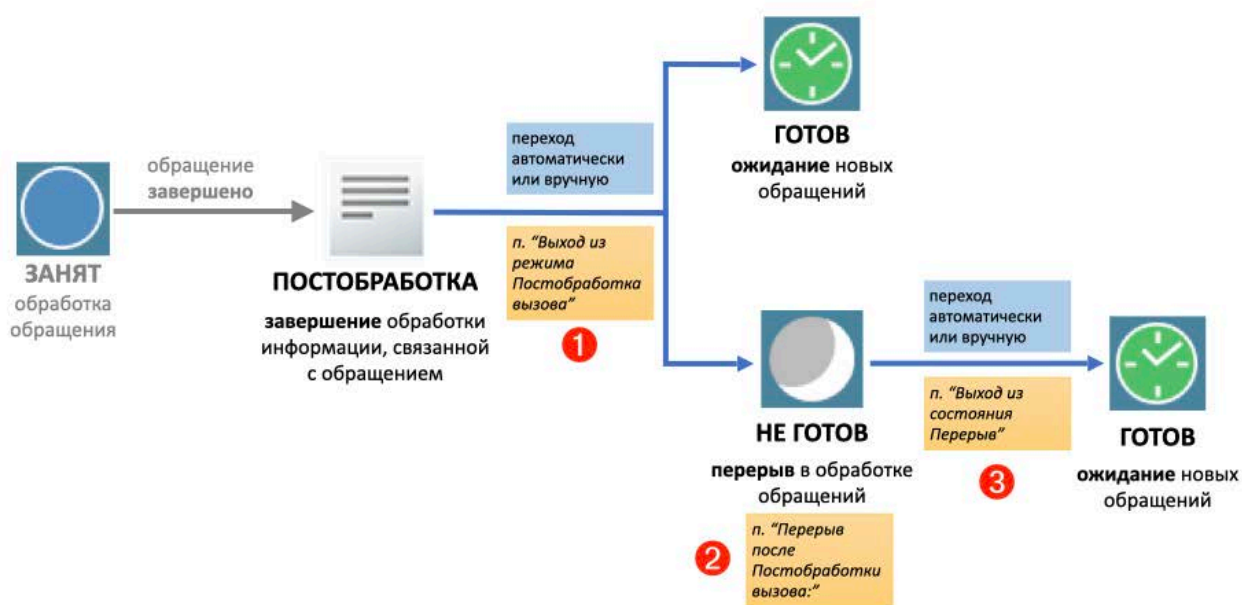 обращение
завершено
ЗАНЯТ
обработка
обращения
ПОСТОБРАБОТКА
завершение обработки
информации, связанной
с обращением
переход
автоматически
или вручную
п. “Выход из
режима
Постобработка
вызова”
1
ГОТОВ
ожидание новых
обращений
НЕ ГОТОВ
перерыв в обработке
обращений
2
п. “Перерыв
после
Постобработки
вызова:”
переход
автоматически
или вручную
п. “Выход из
состояния
Перерыв”
3
ГОТОВ
ожидание новых
обращений